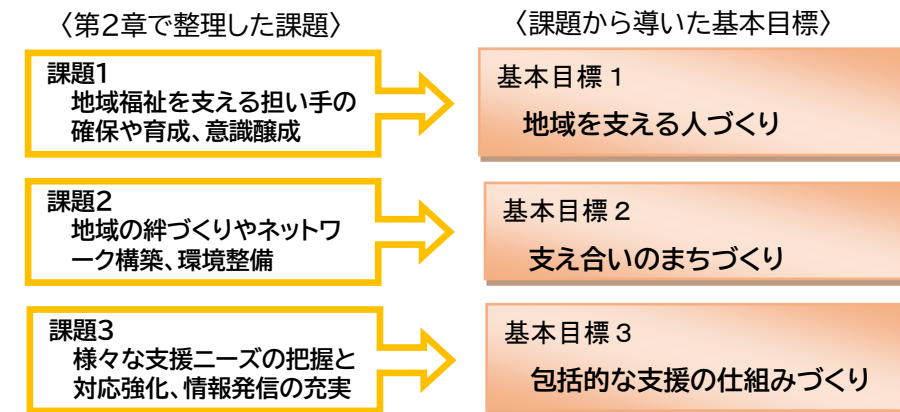 〈第2章で整理した課題〉
〈課題から導いた基本目標〉
課題1
地域福祉を支える担い手の
確保や育成、意識醸成
基本目標1
地域を支える人づくり
課題2
地域の絆づくりやネットワ
ーク構築、環境整備
基本目標2
支え合いのまちづくり
課題3
様々な支援ニーズの把握と
対応強化、情報発信の充実
基本目標3
包括的な支援の仕組みづくり